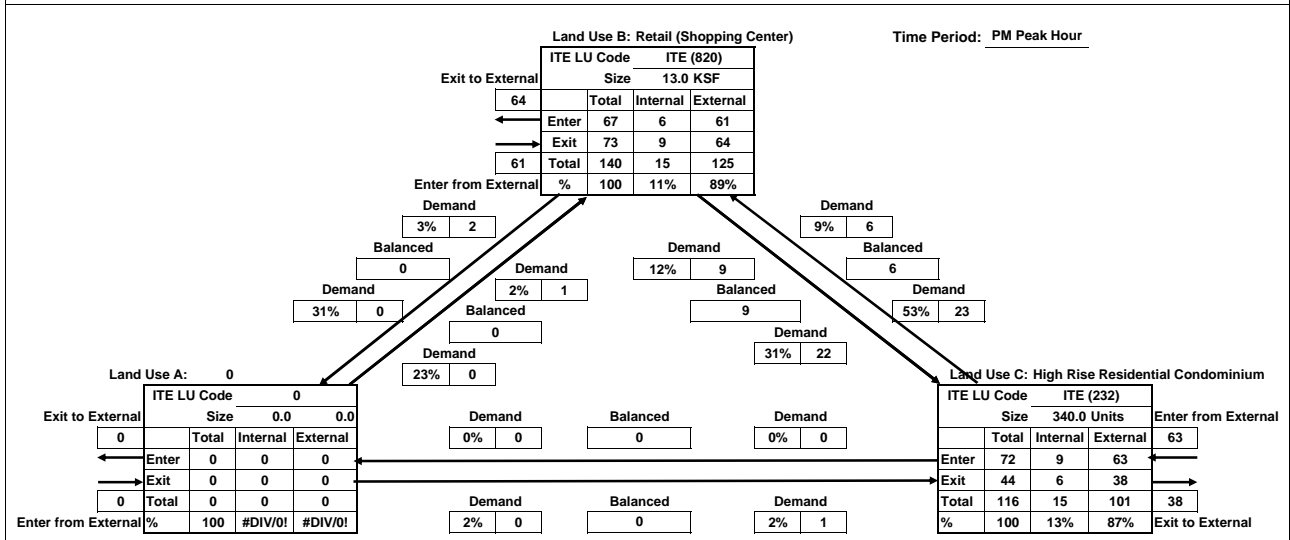 Land Use B: Retail (Shopping Center)
Time Period: PM Peak Hour
ITE LU Code ITE (820)
Exit to External Size 13.0 KSF
64 Total Internal External
Enter 67 6 61
Exit 73 9 64
61 Total 140 15 125
Enter from External % 100 11% 89%
Demand Demand
3% 2 9% 6
Balanced Demand Balanced
0 Demand 12% 9 6
Demand 2% 1 Balanced Demand
31% 0 Balanced 9 53% 23
0 Demand
Demand 31% 22
23% 0
Land Use A: 0 Land Use C: High Rise Residential Condominium
ITE LU Code 0 ITE LU Code ITE (232)
Exit to External Size 0.0 0.0 Demand Balanced Demand Size 340.0 Units Enter from External
0 Total Internal External 0% 0 0 0% 0 Total Internal External 63
Enter 0 0 0 Enter 72 9 63
Exit 0 0 0 Exit 44 6 38
0 Total 0 0 0 Demand Balanced Demand Total 116 15 101 38
Enter from External % 100 #DIV/0! #DIV/0! 2% 0 0 2% 1 % 100 13% 87% Exit to External